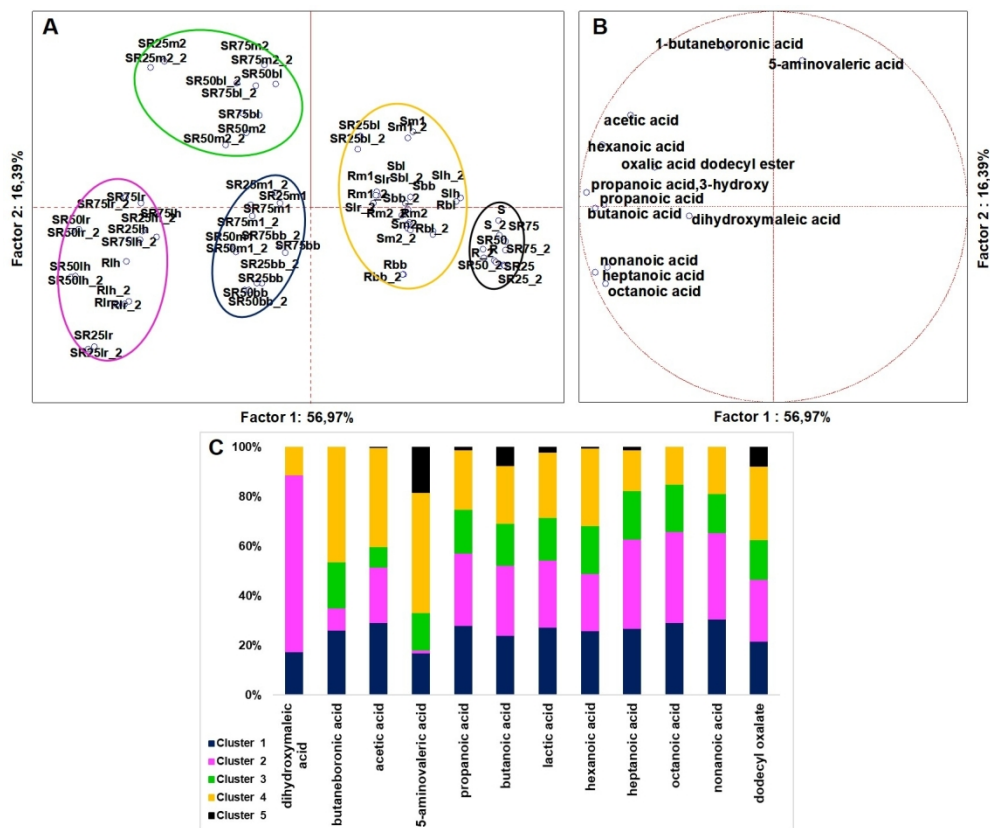 A
SR25m2
SR25m2_2
SR75m2
SR75m2_2
SR50bl
SR50bl_2
SR75bl_2
SR75bl
SR50m2
SR50m2_2
SR25bl
SR25bl_2
Sm1
Sm1_2
Sbl
Sbl_2
Slr
Rm1
Slh_2
Sbb
Slh
Rbl
Slr_2
Rm2
Rbl_2
Sm2_2
Rbb
Rbb_2
S
S_2
SR75
SR50
R
SR75_2
SR50_2
SR25
SR25_2
SR25m1_2
SR25m1
SR75m1
SR75m1_2
SR50m1
SR50m1_2
SR75bb_2
SR75bb
SR25bb_2
SR25bb
SR50bb
SR50bb_2
SR75lr
SR75lr_2
SR50lr
SR50lr_2
SR75lh
SR25lh
SR75lh_2
SR50lh
SR50lh_2
Rlh
Rlh_2
Rlr
Rlr_2
SR25lr
SR25lr_2
Factor 2: 16,39%
Factor 1: 56,97%
B
1-butaneboronic acid
5-aminovaleric acid
acetic acid
hexanoic acid
oxalic acid dodecyl ester
propanoic acid,3-hydroxy
propanoic acid
butanoic acid
dihydroxymaleic acid
nonanoic acid
heptanoic acid
octanoic acid
Factor 2 : 16,39%
Factor 1 : 56,97%
C
100%
80%
60%
40%
20%
0%
dihydroxymaleic
acid
butaneboronic acid
acetic acid
5-aminovaleric acid
propanoic acid
butanoic acid
lactic acid
hexanoic acid
heptanoic acid
octanoic acid
nonanoic acid
dodecyl oxalate
Cluster 1
Cluster 2
Cluster 3
Cluster 4
Cluster 5